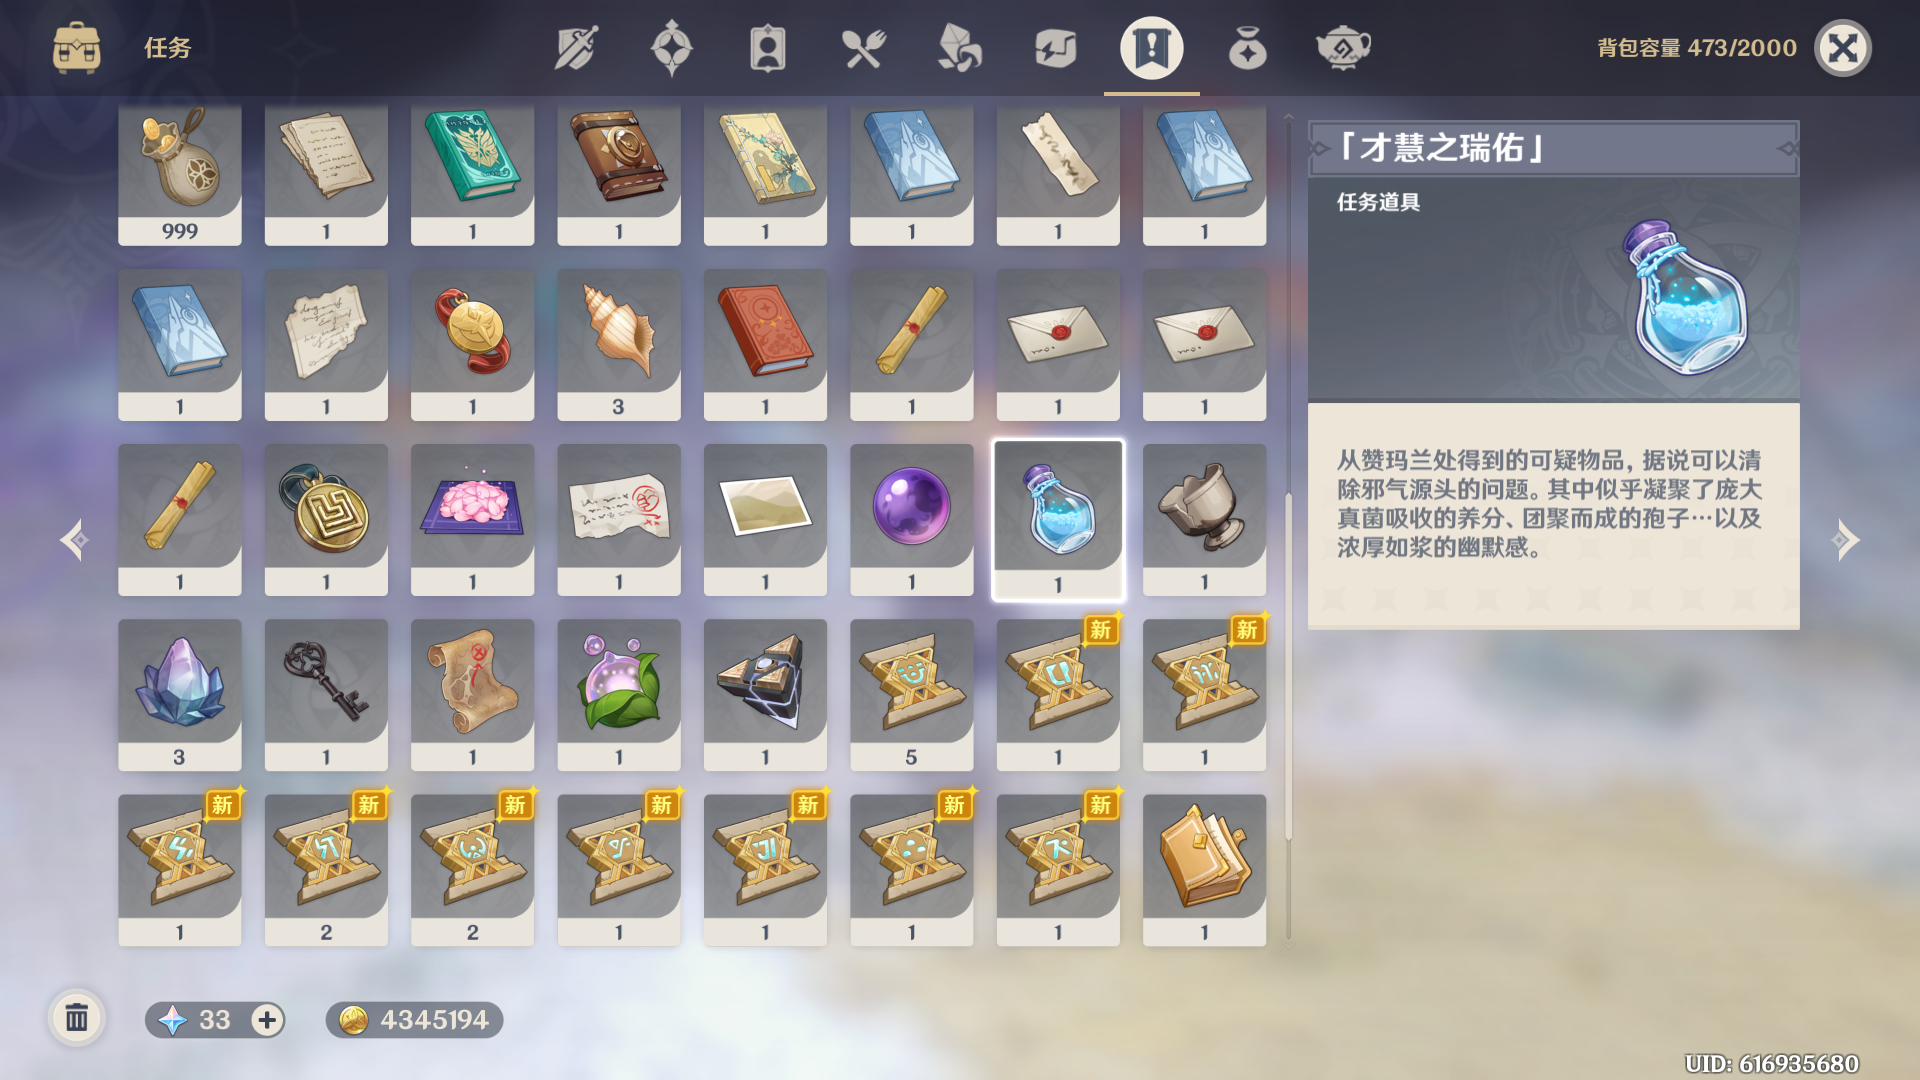 任务
背包容量 473/2000
999
1
1
1
1
1
1
1
1
1
1
3
1
1
1
1
1
1
1
1
1
1
1
1
3
1
1
1
1
5
新
1
新
1
新
1
新
2
新
2
新
1
新
1
新
1
新
1
1
「才慧之瑞佑」
任务道具
从赞玛兰处得到的可疑物品,据说可以清
除邪气源头的问题。其中似乎凝聚了庞大
真菌吸收的养分、团聚而成的孢子…以及
浓厚如浆的幽默感。
33
4345194
UID: 616935680